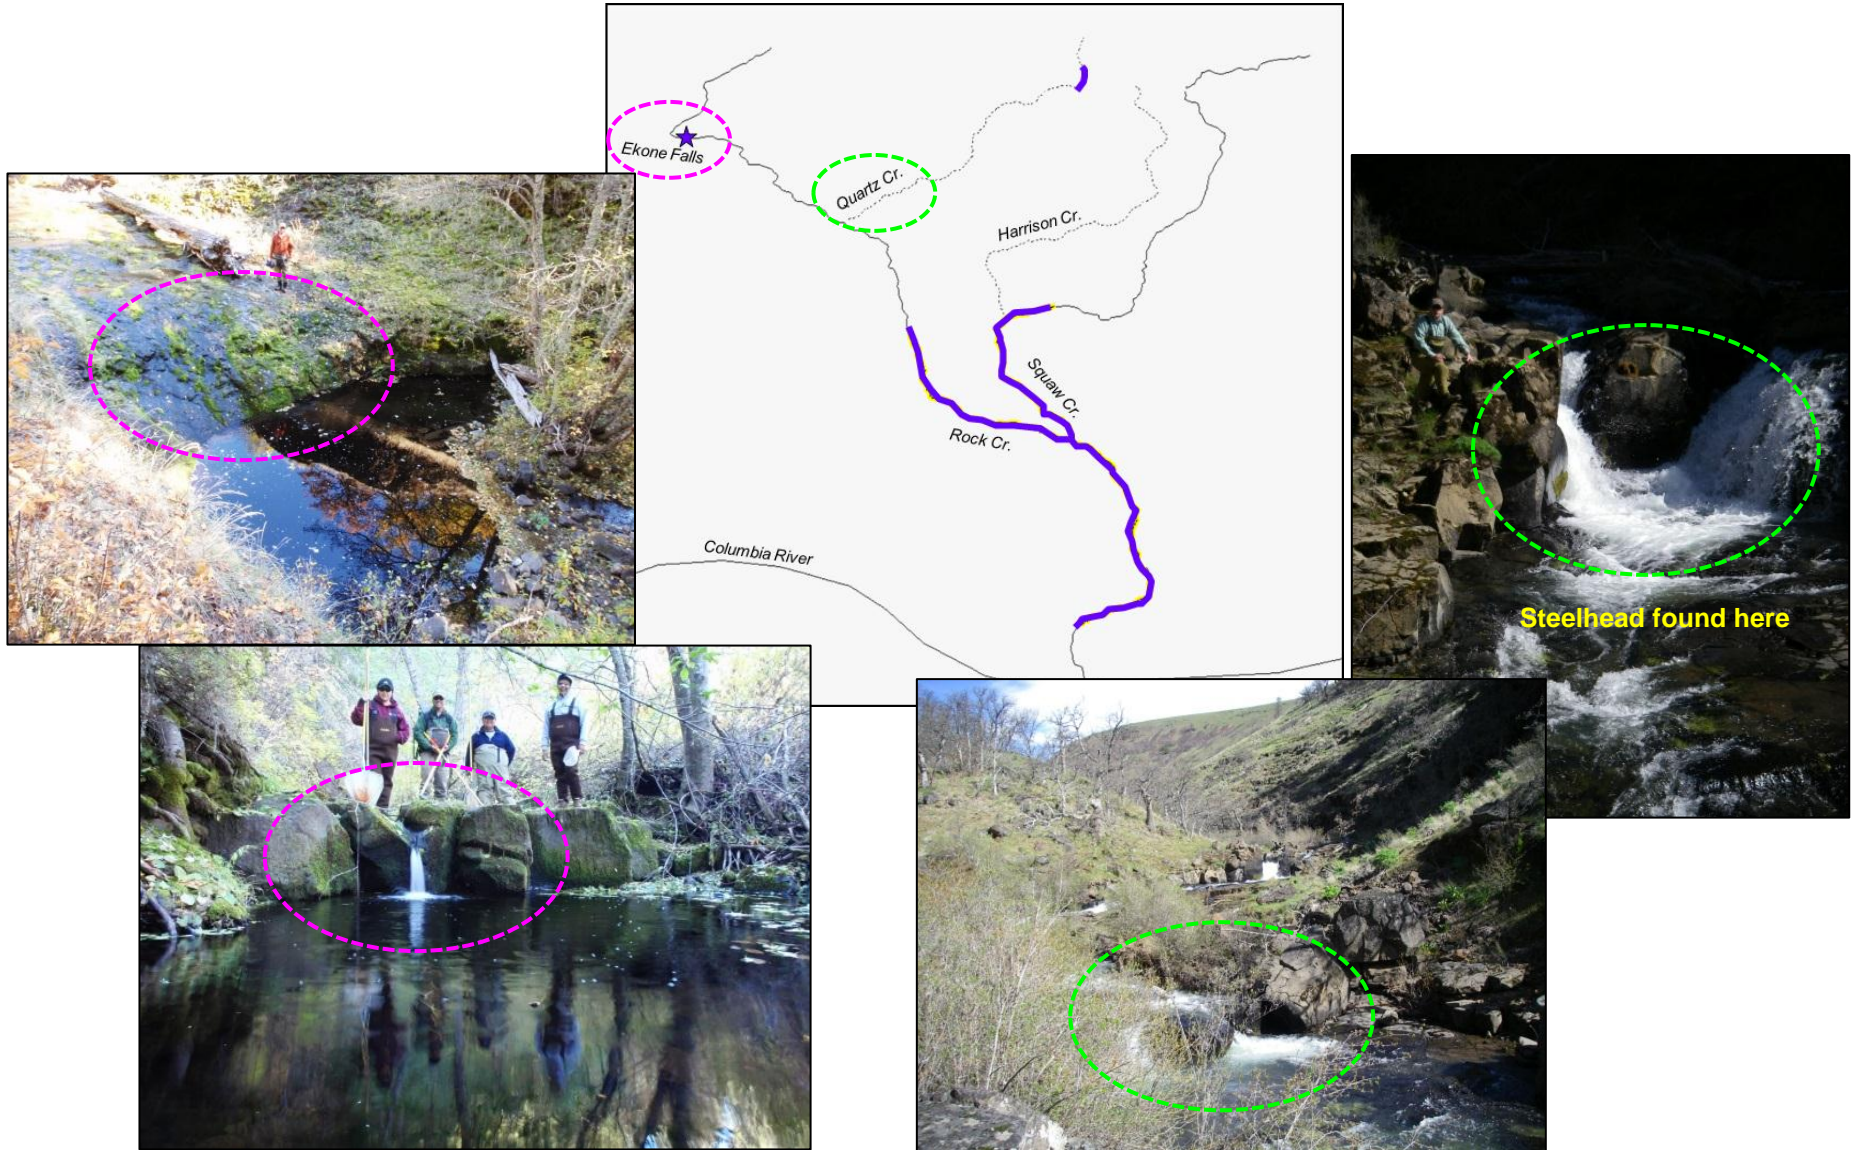 Ekone Falls
Quartz Cr.
Harrison Cr.
Squaw Cr.
Rock Cr.
Columbia River
Steelhead found here